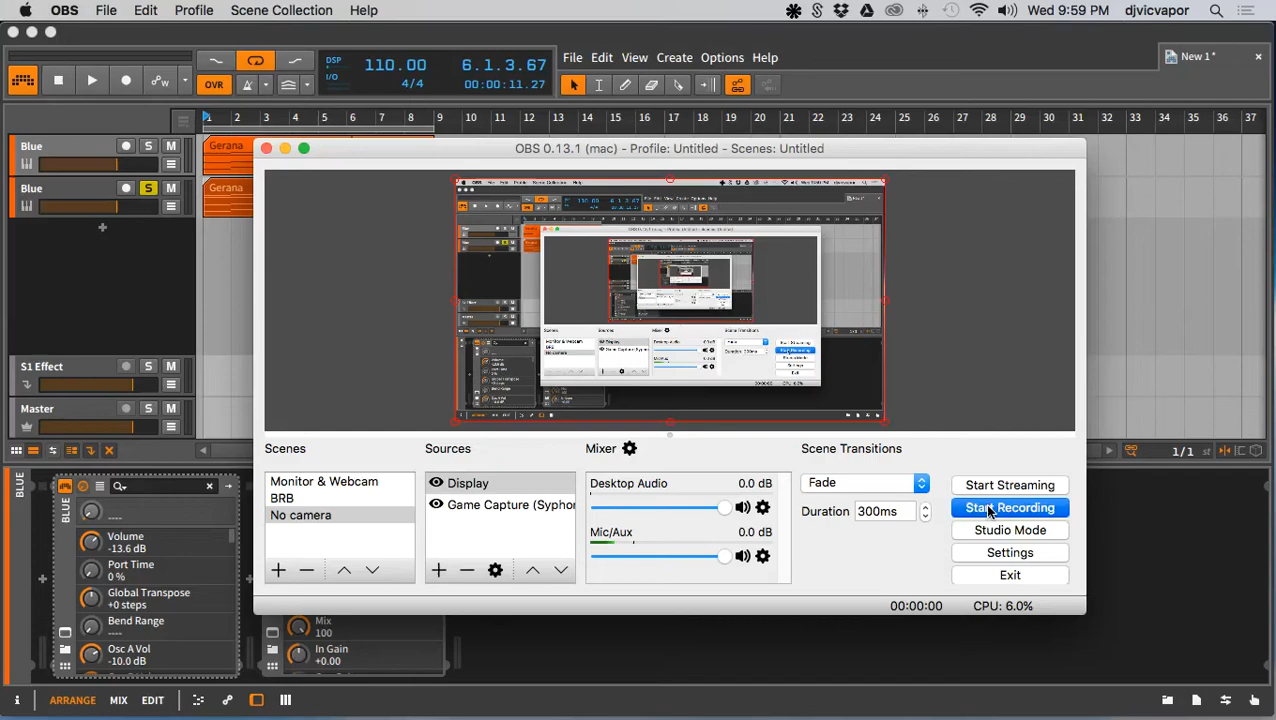 OBS File Edit Profile Scene Collection Help Wed 9:59 PM djvicvapor
DSP
I/O
110.00
4/4
6.1.3.67
00:00:11.27
File Edit View Create Options Help
New 1*
OVR
1 2 3 4 5 6 7 8 9 10 11 12 13 14 15 16 17 18 19 20 21 22 23 24 25 26 27 28 29 30 31 32 33 34 35 36 37
Blue S M Gerana
Blue S M Gerana
OBS 0.13.1 (mac) - Profile: Untitled - Scenes: Untitled
S1 Effect S M
Master S M
1/1
Scenes
Monitor & Webcam
BRB
No camera
Sources
Display
Game Capture (Syphor
Mixer
Desktop Audio 0.0 dB
Mic/Aux 0.0 dB
Scene Transitions
Fade
Duration 300ms
Start Streaming
Start Recording
Studio Mode
Settings
Exit
00:00:00 CPU: 6.0%
BLUE
BLUE
----
Volume
-13.6 dB
Port Time
0 %
Global Transpose
+0 steps
Bend Range
----
Osc A Vol
-10.0 dB
Mix
100
In Gain
+0.00
ARRANGE MIX EDIT